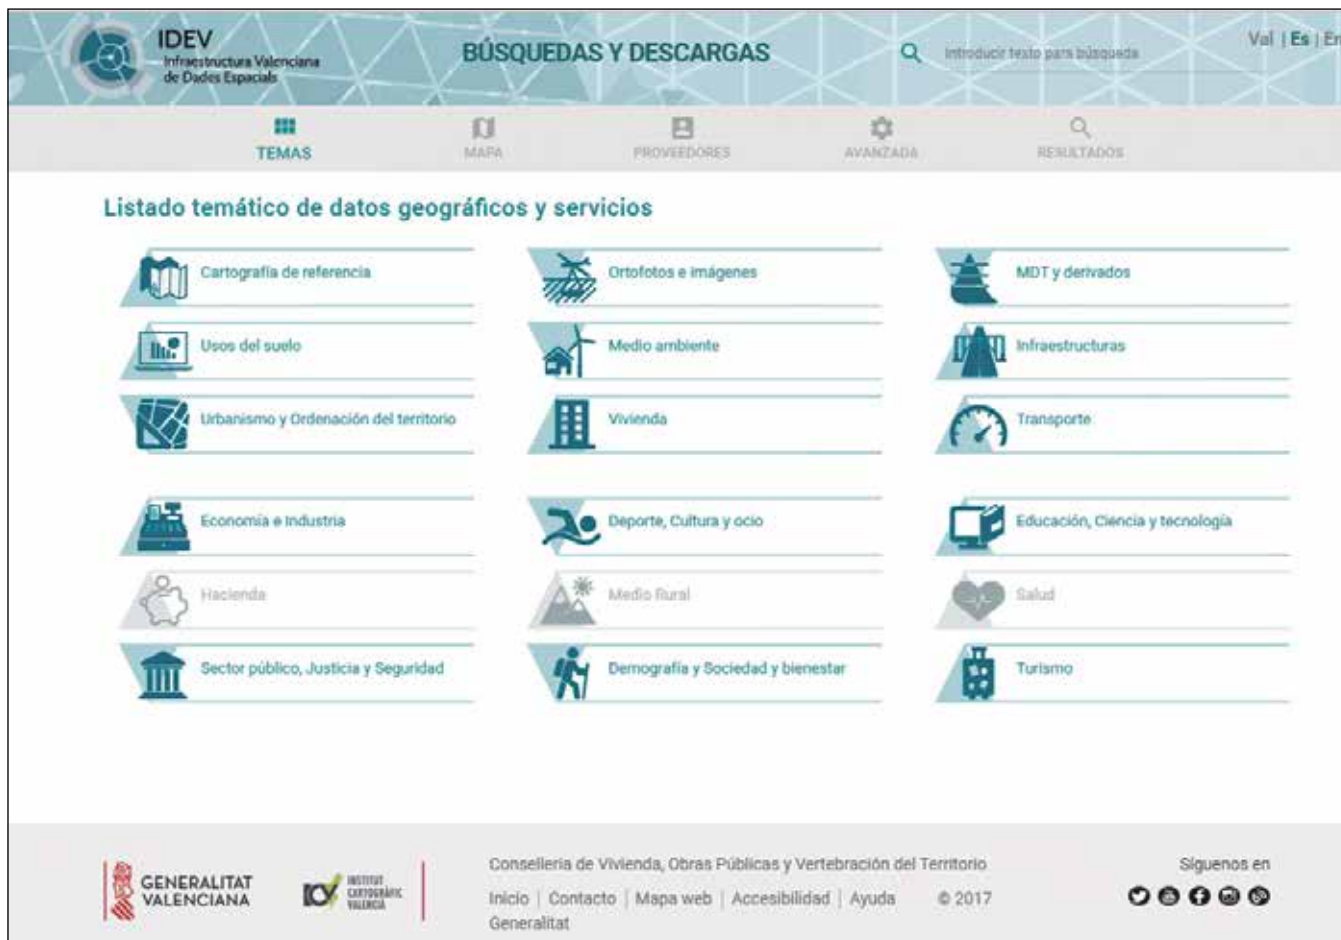 IDEV
Infraestructura Valenciana
de Dades Espacials
BÚSQUEDAS Y DESCARGAS
Introducir texto para búsqueda
Val | Es | En
TEMAS
MAPA
PROVEEDORES
AVANZADA
RESULTADOS
Listado temático de datos geográficos y servicios
Cartografía de referencia
Ortofotos e imágenes
MDT y derivados
Usos del suelo
Medio ambiente
Infraestructuras
Urbanismo y Ordenación del territorio
Vivienda
Transporte
Economía e Industria
Deporte, Cultura y ocio
Educación, Ciencia y tecnología
Hacienda
Medio Rural
Salud
Sector público, Justicia y Seguridad
Demografía y Sociedad y bienestar
Turismo
GENERALITAT
VALENCIANA
ICV
INSTITUT
CARTOGRÀFIC
VALENCIÀ
Conselleria de Vivienda, Obras Públicas y Vertebración del Territorio
Inicio | Contacto | Mapa web | Accesibilidad | Ayuda © 2017
Generalitat
Síguenos en